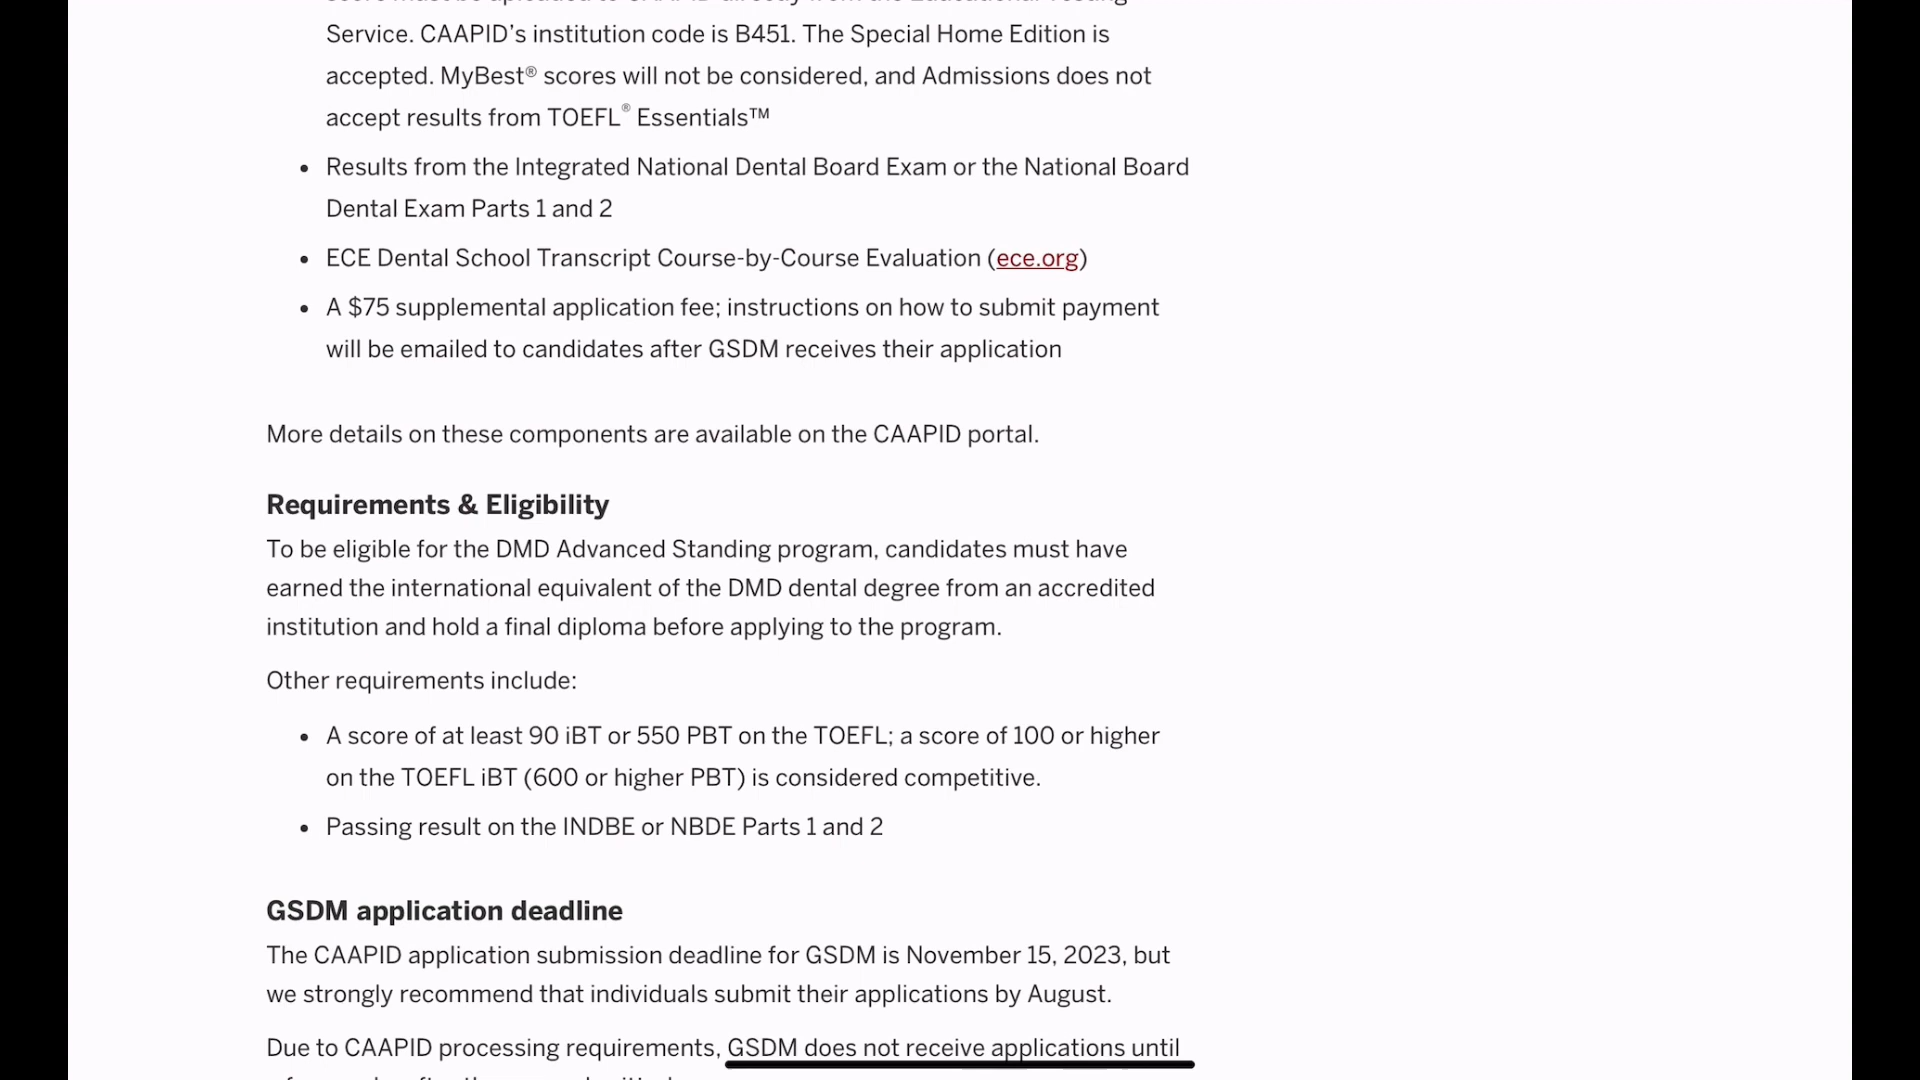 Service. CAAPID’s institution code is B451. The Special Home Edition is
accepted. MyBest® scores will not be considered, and Admissions does not
accept results from TOEFL® Essentials™
• Results from the Integrated National Dental Board Exam or the National Board
Dental Exam Parts 1 and 2
• ECE Dental School Transcript Course-by-Course Evaluation (ece.org)
• A $75 supplemental application fee; instructions on how to submit payment
will be emailed to candidates after GSDM receives their application
More details on these components are available on the CAAPID portal.
Requirements & Eligibility
To be eligible for the DMD Advanced Standing program, candidates must have
earned the international equivalent of the DMD dental degree from an accredited
institution and hold a final diploma before applying to the program.
Other requirements include:
• A score of at least 90 iBT or 550 PBT on the TOEFL; a score of 100 or higher
on the TOEFL iBT (600 or higher PBT) is considered competitive.
• Passing result on the INDBE or NBDE Parts 1 and 2
GSDM application deadline
The CAAPID application submission deadline for GSDM is November 15, 2023, but
we strongly recommend that individuals submit their applications by August.
Due to CAAPID processing requirements, GSDM does not receive applications until